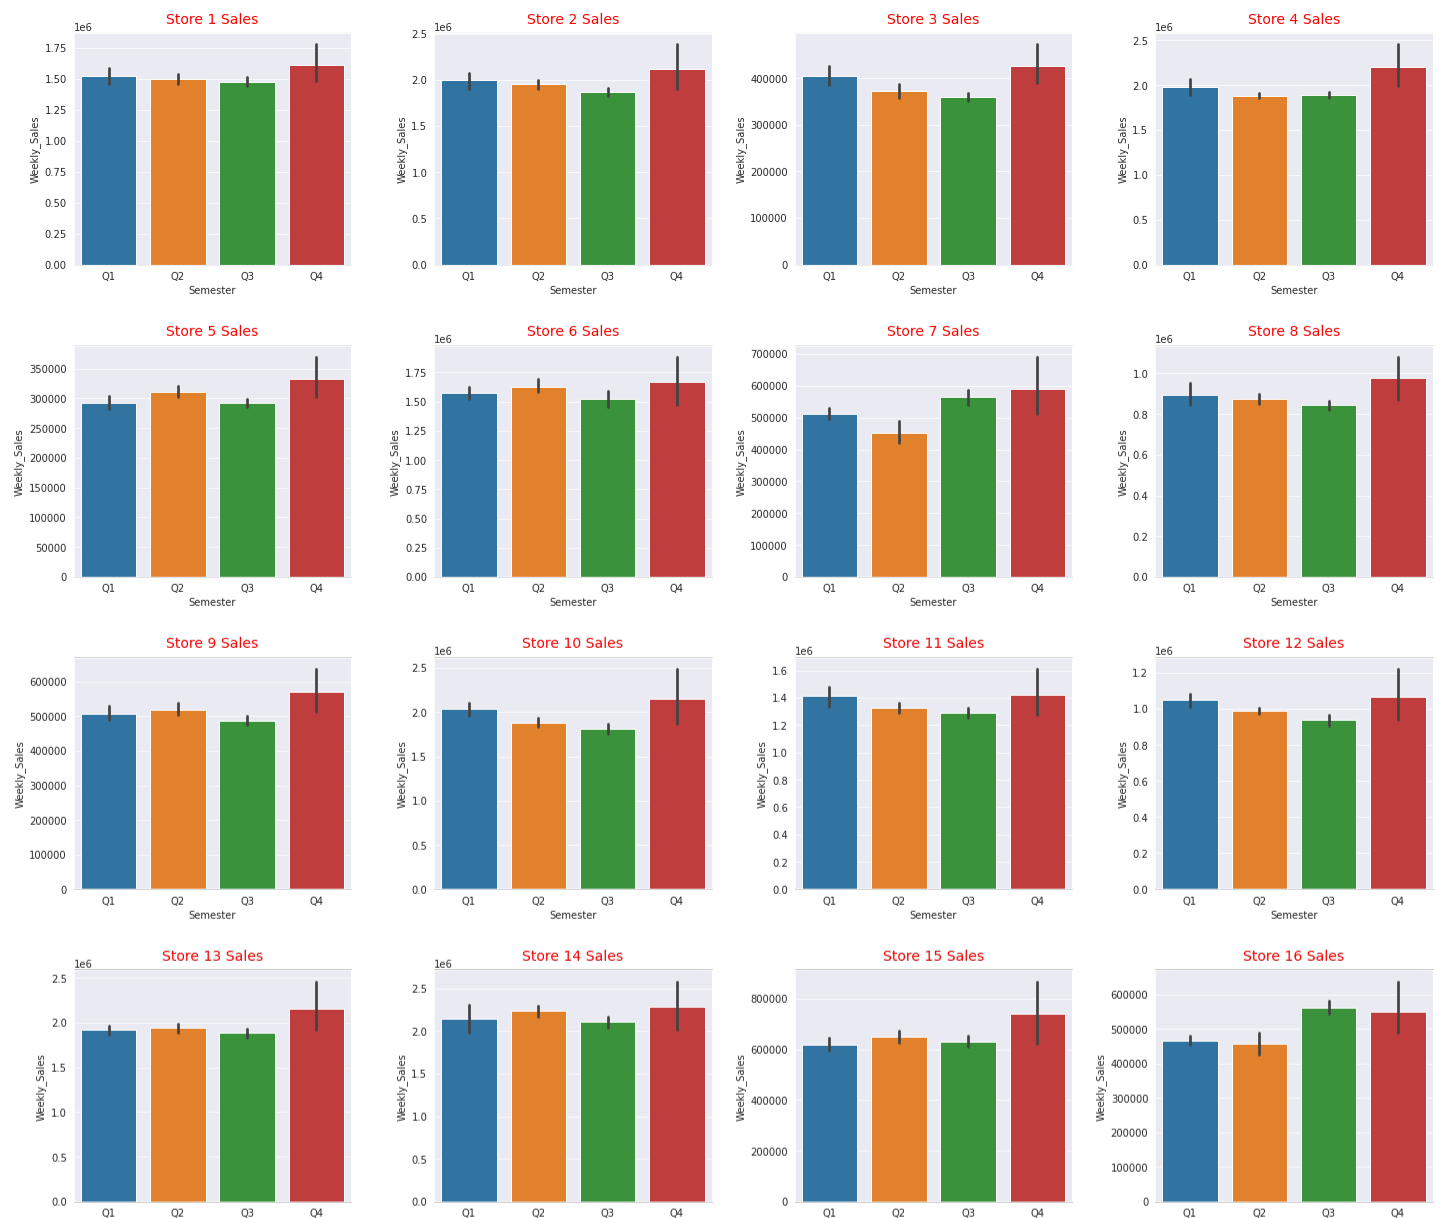 Store 1 Sales
1e6
1.75
1.50
1.25
1.00
0.75
0.50
0.25
0.00
Weekly_Sales
Q1 Q2 Q3 Q4
Semester
Store 2 Sales
1e6
2.5
2.0
1.5
1.0
0.5
0.0
Weekly_Sales
Q1 Q2 Q3 Q4
Semester
Store 3 Sales
400000
300000
200000
100000
0
Weekly_Sales
Q1 Q2 Q3 Q4
Semester
Store 4 Sales
1e6
2.5
2.0
1.5
1.0
0.5
0.0
Weekly_Sales
Q1 Q2 Q3 Q4
Semester
Store 5 Sales
350000
300000
250000
200000
150000
100000
50000
0
Weekly_Sales
Q1 Q2 Q3 Q4
Semester
Store 6 Sales
1e6
1.75
1.50
1.25
1.00
0.75
0.50
0.25
0.00
Weekly_Sales
Q1 Q2 Q3 Q4
Semester
Store 7 Sales
700000
600000
500000
400000
300000
200000
100000
0
Weekly_Sales
Q1 Q2 Q3 Q4
Semester
Store 8 Sales
1e6
1.0
0.8
0.6
0.4
0.2
0.0
Weekly_Sales
Q1 Q2 Q3 Q4
Semester
Store 9 Sales
600000
500000
400000
300000
200000
100000
0
Weekly_Sales
Q1 Q2 Q3 Q4
Semester
Store 10 Sales
1e6
2.5
2.0
1.5
1.0
0.5
0.0
Weekly_Sales
Q1 Q2 Q3 Q4
Semester
Store 11 Sales
1e6
1.6
1.4
1.2
1.0
0.8
0.6
0.4
0.2
0.0
Weekly_Sales
Q1 Q2 Q3 Q4
Semester
Store 12 Sales
1e6
1.2
1.0
0.8
0.6
0.4
0.2
0.0
Weekly_Sales
Q1 Q2 Q3 Q4
Semester
Store 13 Sales
1e6
2.5
2.0
1.5
1.0
0.5
0.0
Weekly_Sales
Q1 Q2 Q3 Q4
Store 14 Sales
1e6
2.5
2.0
1.5
1.0
0.5
0.0
Weekly_Sales
Q1 Q2 Q3 Q4
Store 15 Sales
800000
600000
400000
200000
0
Weekly_Sales
Q1 Q2 Q3 Q4
Store 16 Sales
600000
500000
400000
300000
200000
100000
0
Weekly_Sales
Q1 Q2 Q3 Q4